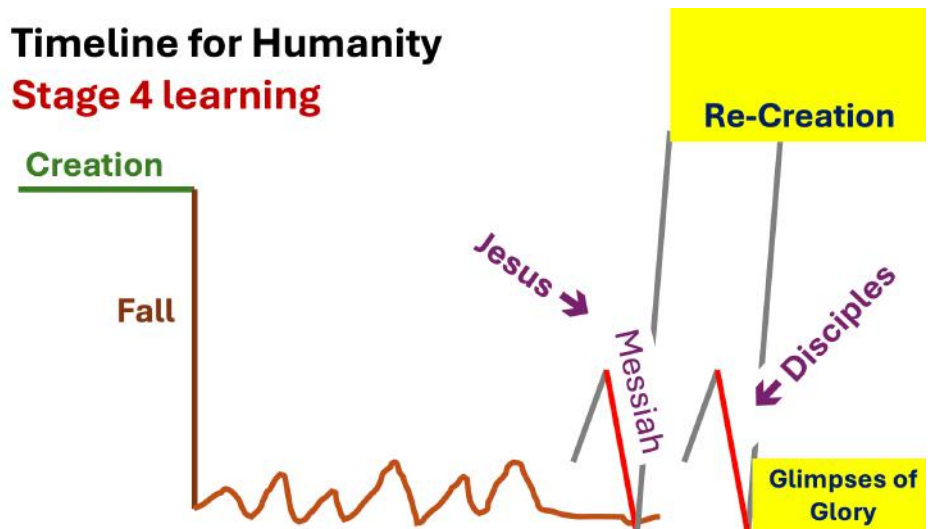 Timeline for Humanity
Stage 4 learning
Re-Creation
Creation
Jesus
Fall
Messiah
Disciples
Glimpses of
Glory